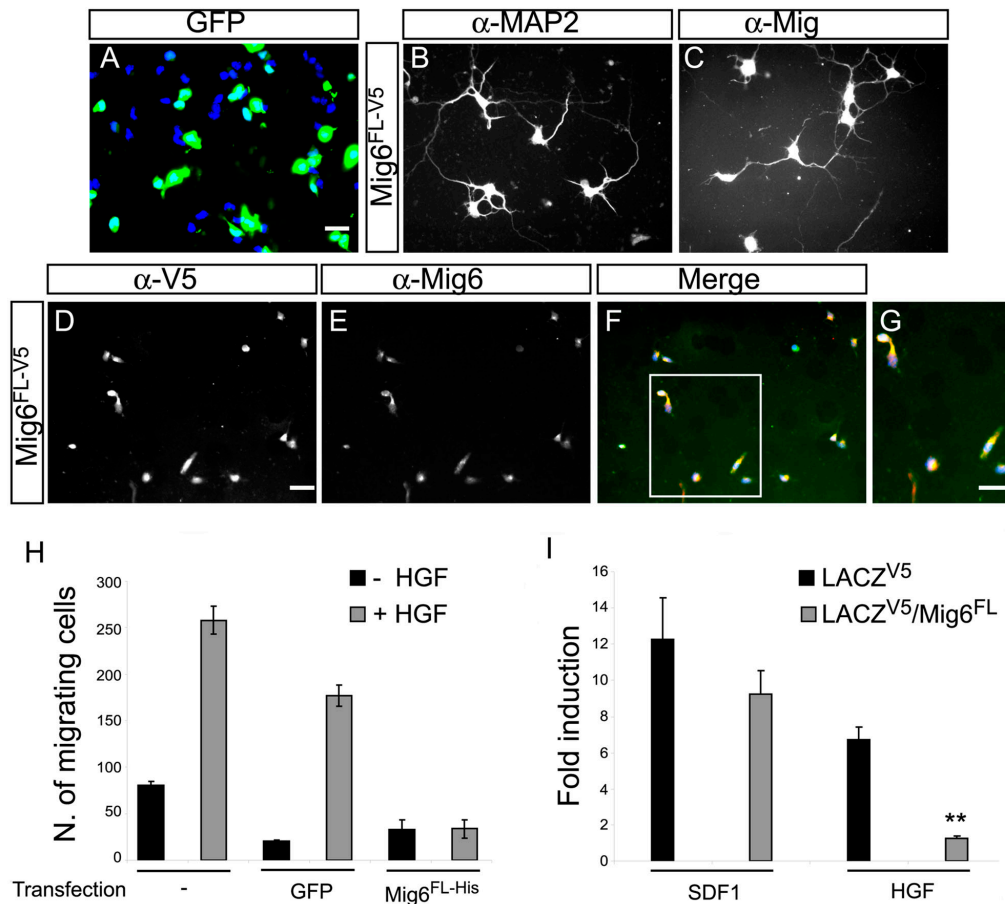 GFP
α-MAP2
α-Mig
Mig6FL-V5
A
B
C
α-V5
α-Mig6
Merge
Mig6FL-V5
D
E
F
G
H
N. of migrating cells
300
250
200
150
100
50
0
- HGF
+ HGF
Transfection
-
GFP
Mig6FL-His
I
Fold induction
16
14
12
10
8
6
4
2
0
LACZV5
LACZV5/Mig6FL
**
SDF1
HGF